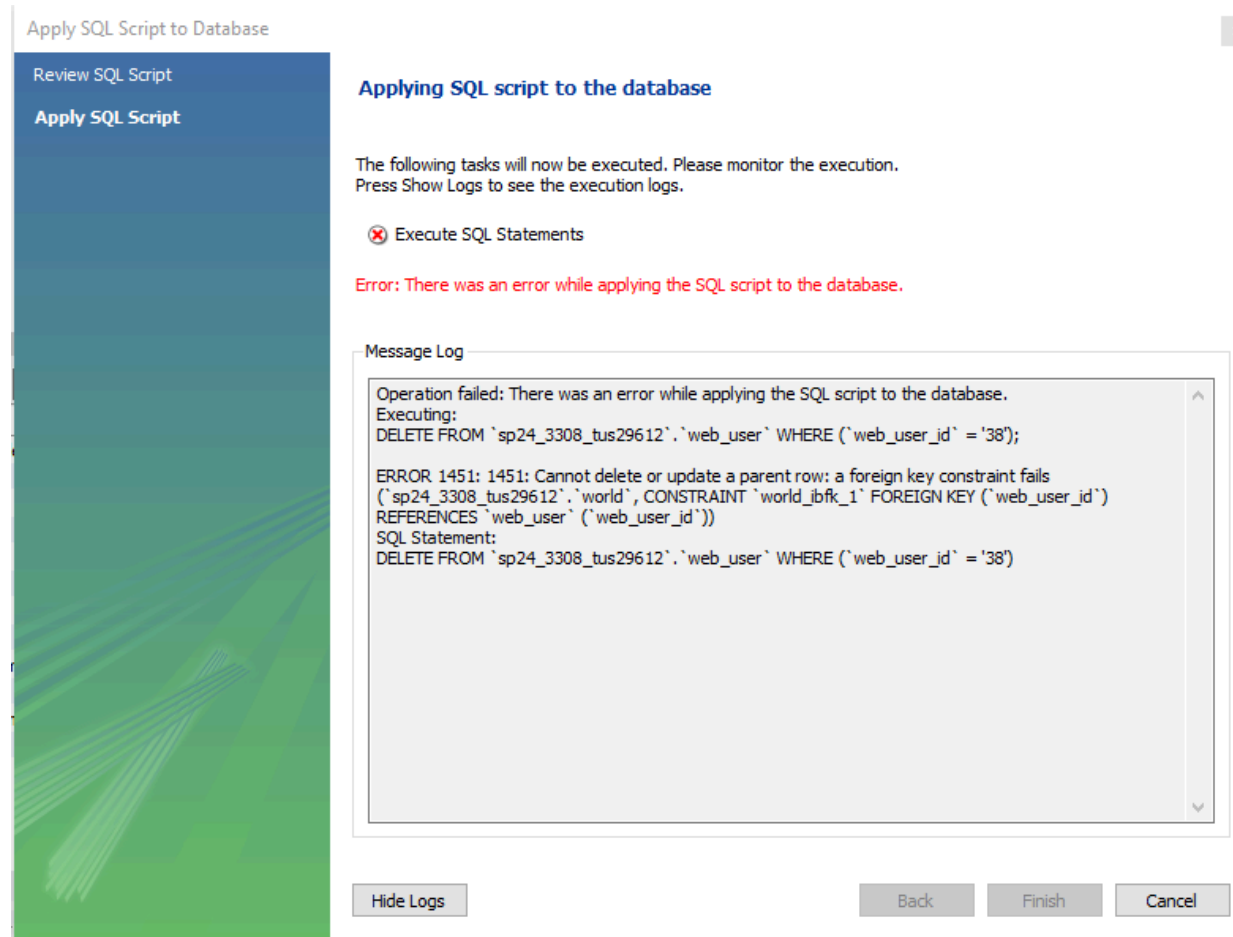 Apply SQL Script to Database
Review SQL Script
Apply SQL Script
Applying SQL script to the database
The following tasks will now be executed. Please monitor the execution.
Press Show Logs to see the execution logs.
Execute SQL Statements
Error: There was an error while applying the SQL script to the database.
Message Log
Operation failed: There was an error while applying the SQL script to the database.
Executing:
DELETE FROM `sp24_3308_tus29612`.`web_user` WHERE (`web_user_id` = '38');
ERROR 1451: 1451: Cannot delete or update a parent row: a foreign key constraint fails
(`sp24_3308_tus29612`.`world`, CONSTRAINT `world_ibfk_1` FOREIGN KEY (`web_user_id`)
REFERENCES `web_user` (`web_user_id`))
SQL Statement:
DELETE FROM `sp24_3308_tus29612`.`web_user` WHERE (`web_user_id` = '38')
Hide Logs
Back
Finish
Cancel